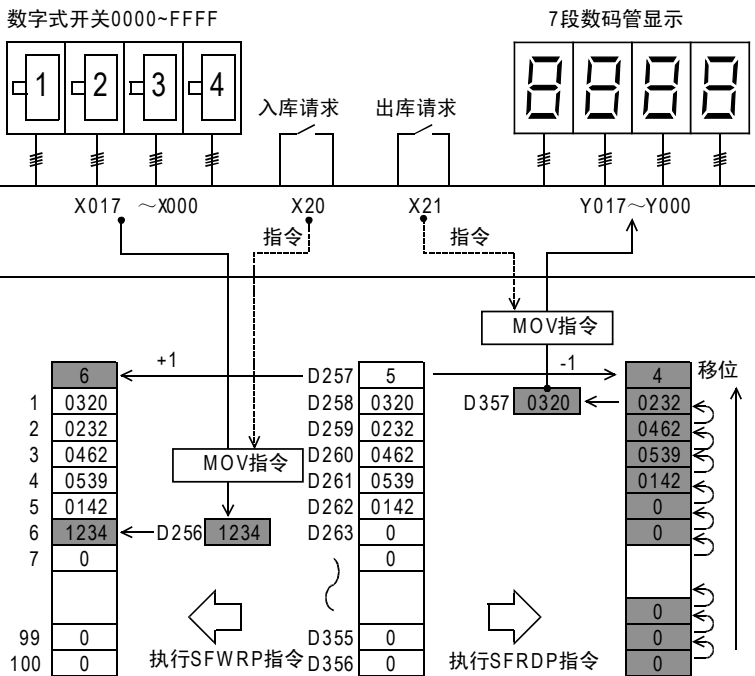 数字式开关0000~FFFF
7段数码管显示
1 2 3 4
入库请求
出库请求
8 8 8 8
X017 ～X000
X20
X21
Y017～Y000
指令
指令
MOV指令
6
+1
D257 5
-1
4
移位
1 0320
D258 0320
D357 0320
0232
2 0232
D259 0232
0462
3 0462
MOV指令
D260 0462
0539
4 0539
D261 0539
0142
5 0142
D262 0142
0
6 1234
D256 1234
D263 0
0
7 0
0
0
99 0
D355 0
0
100 0
执行SFWRP指令
D356 0
执行SFRDP指令
0